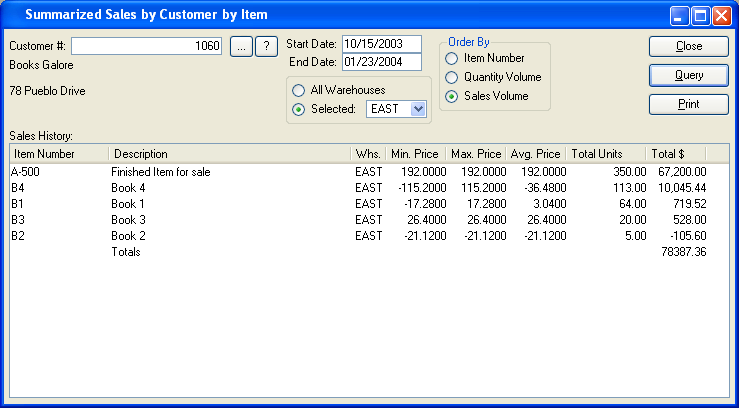 Summarized Sales by Customer by Item
Customer #: 1060 ... ? Start Date: 10/15/2003 Order By Close
Books Galore End Date: 01/23/2004 Item Number
Quantity Volume Query
78 Pueblo Drive All Warehouses Sales Volume
Selected: EAST Print
Sales History:
Item Number Description Whs. Min. Price Max. Price Avg. Price Total Units Total $
A-500 Finished Item for sale EAST 192.0000 192.0000 192.0000 350.00 67,200.00
B4 Book 4 EAST -115.2000 115.2000 -36.4800 113.00 10,045.44
B1 Book 1 EAST -17.2800 17.2800 3.0400 64.00 719.52
B3 Book 3 EAST 26.4000 26.4000 26.4000 20.00 528.00
B2 Book 2 EAST -21.1200 -21.1200 -21.1200 5.00 -105.60
Totals 78387.36